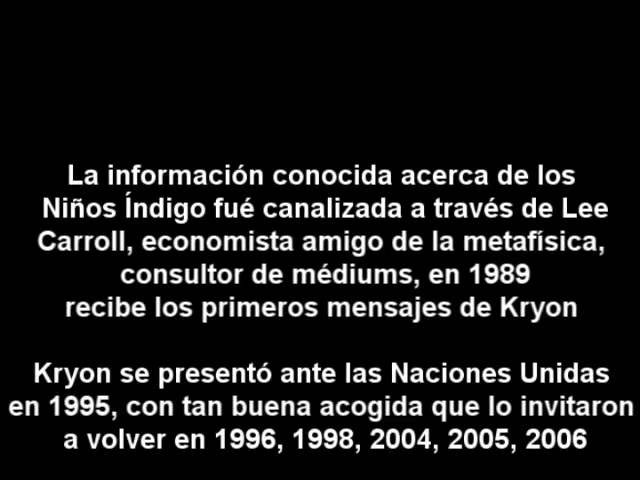 La información conocida acerca de los
Niños Índigo fué canalizada a través de Lee
Carroll, economista amigo de la metafísica,
consultor de médiums, en 1989
recibe los primeros mensajes de Kryon
Kryon se presentó ante las Naciones Unidas
en 1995, con tan buena acogida que lo invitaron
a volver en 1996, 1998, 2004, 2005, 2006